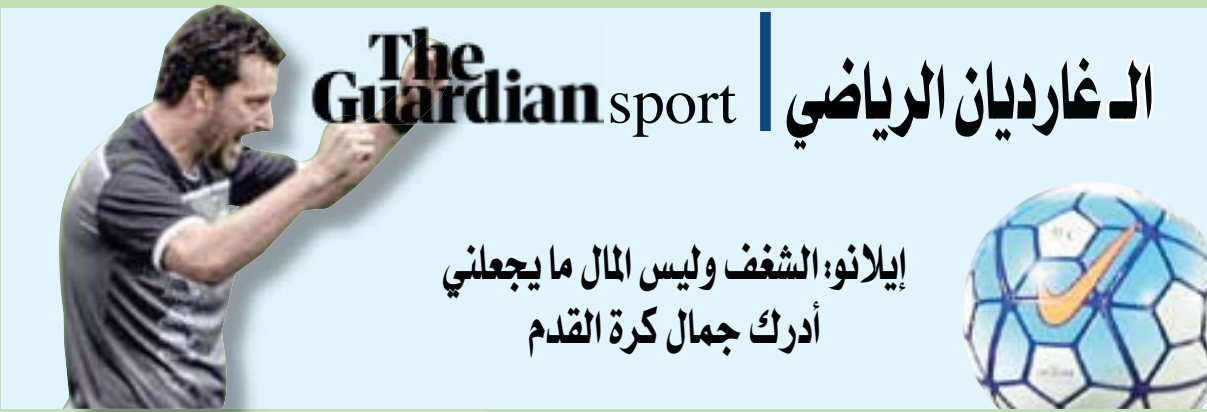 الـ غارديان الرياضي
The
Guardian sport
إيلانو: الشغف وليس المال ما يجعلني
أدرك جمال كرة القدم